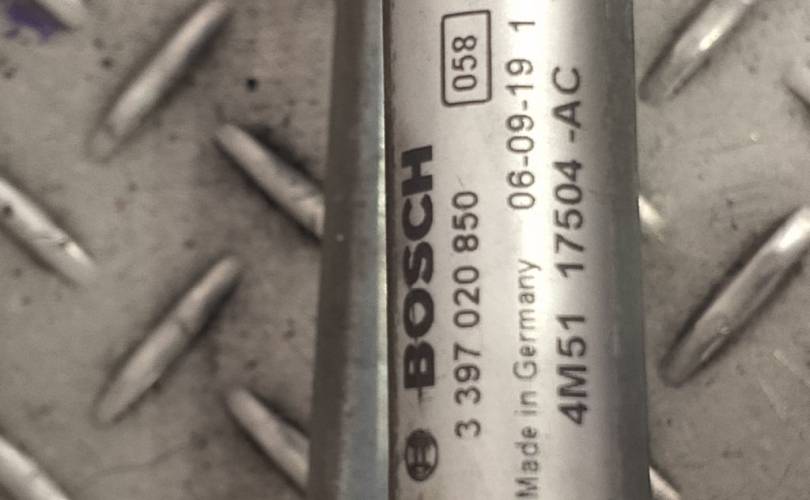 BOSCH
058
3 397 020 850
Made in Germany 06-09-19 1
4M51 17504 -AC